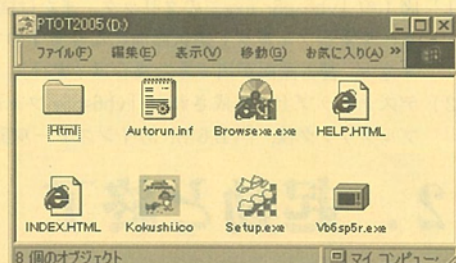 PTOT2005 (D:)
ファイル(F) 編集(E) 表示(V) 移動(G) お気に入り(A) »
Html Autorun.inf Browsexe.exe HELP.HTML
INDEX.HTML Kokushi.ico Setup.exe Vb6sp5r.exe
8 個のオブジェクト マイ コンピュータ